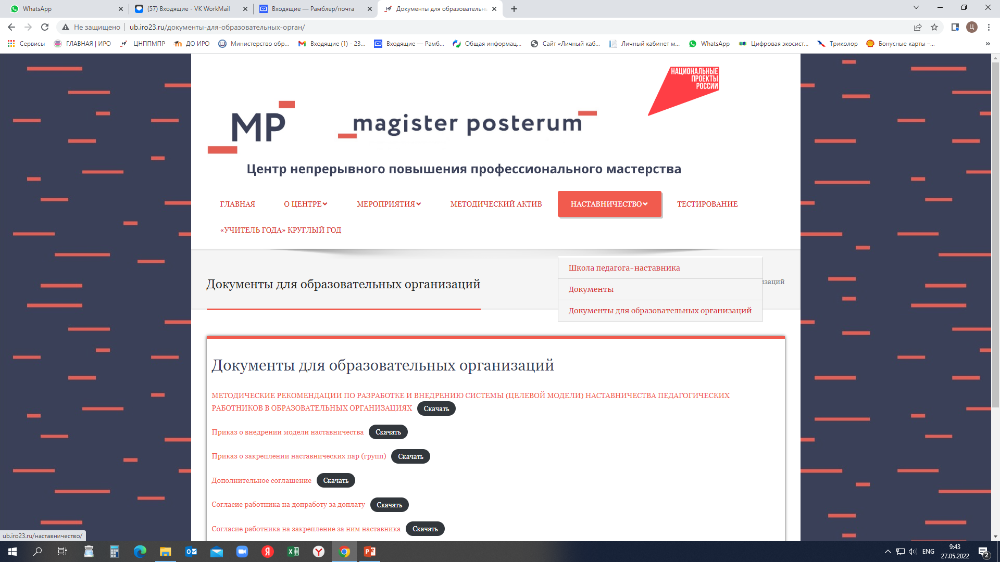 WhatsApp
(57) Входящие - VK WorkMail
Входящие — Рамблер/почта
Документы для образователь
Не защищено
ub.iro23.ru/документы-для-образовательных-орган/
Ц
Сервисы
ГЛАВНАЯ | ИРО
ЦНППМПР
ДО ИРО
Министерство обр...
Входящие (1) - 23...
Входящие — Рамб...
Общая информац...
Сайт «Личный каб...
Личный кабинет м...
WhatsApp
Цифровая экосист...
Триколор
Бонусные карты –...
»
НАЦИОНАЛЬНЫЕ
ПРОЕКТЫ
РОССИИ
MP
magister posterum
Центр непрерывного повышения профессионального мастерства
ГЛАВНАЯ
О ЦЕНТРЕ
МЕРОПРИЯТИЯ
МЕТОДИЧЕСКИЙ АКТИВ
НАСТАВНИЧЕСТВО
ТЕСТИРОВАНИЕ
«УЧИТЕЛЬ ГОДА» КРУГЛЫЙ ГОД
Школа педагога-наставника
Документы для образовательных организаций
изаций
Документы
Документы для образовательных организаций
Документы для образовательных организаций
МЕТОДИЧЕСКИЕ РЕКОМЕНДАЦИИ ПО РАЗРАБОТКЕ И ВНЕДРЕНИЮ СИСТЕМЫ (ЦЕЛЕВОЙ МОДЕЛИ) НАСТАВНИЧЕСТВА ПЕДАГОГИЧЕСКИХ
РАБОТНИКОВ В ОБРАЗОВАТЕЛЬНЫХ ОРГАНИЗАЦИЯХ Скачать
Приказ о внедрении модели наставничества Скачать
Приказ о закреплении наставнических пар (групп) Скачать
Дополнительное соглашение Скачать
Согласие работника на допработу за доплату Скачать
Согласие работника на закрепление за ним наставника Скачать
ub.iro23.ru/наставничество/
ENG
9:43
27.05.2022
2